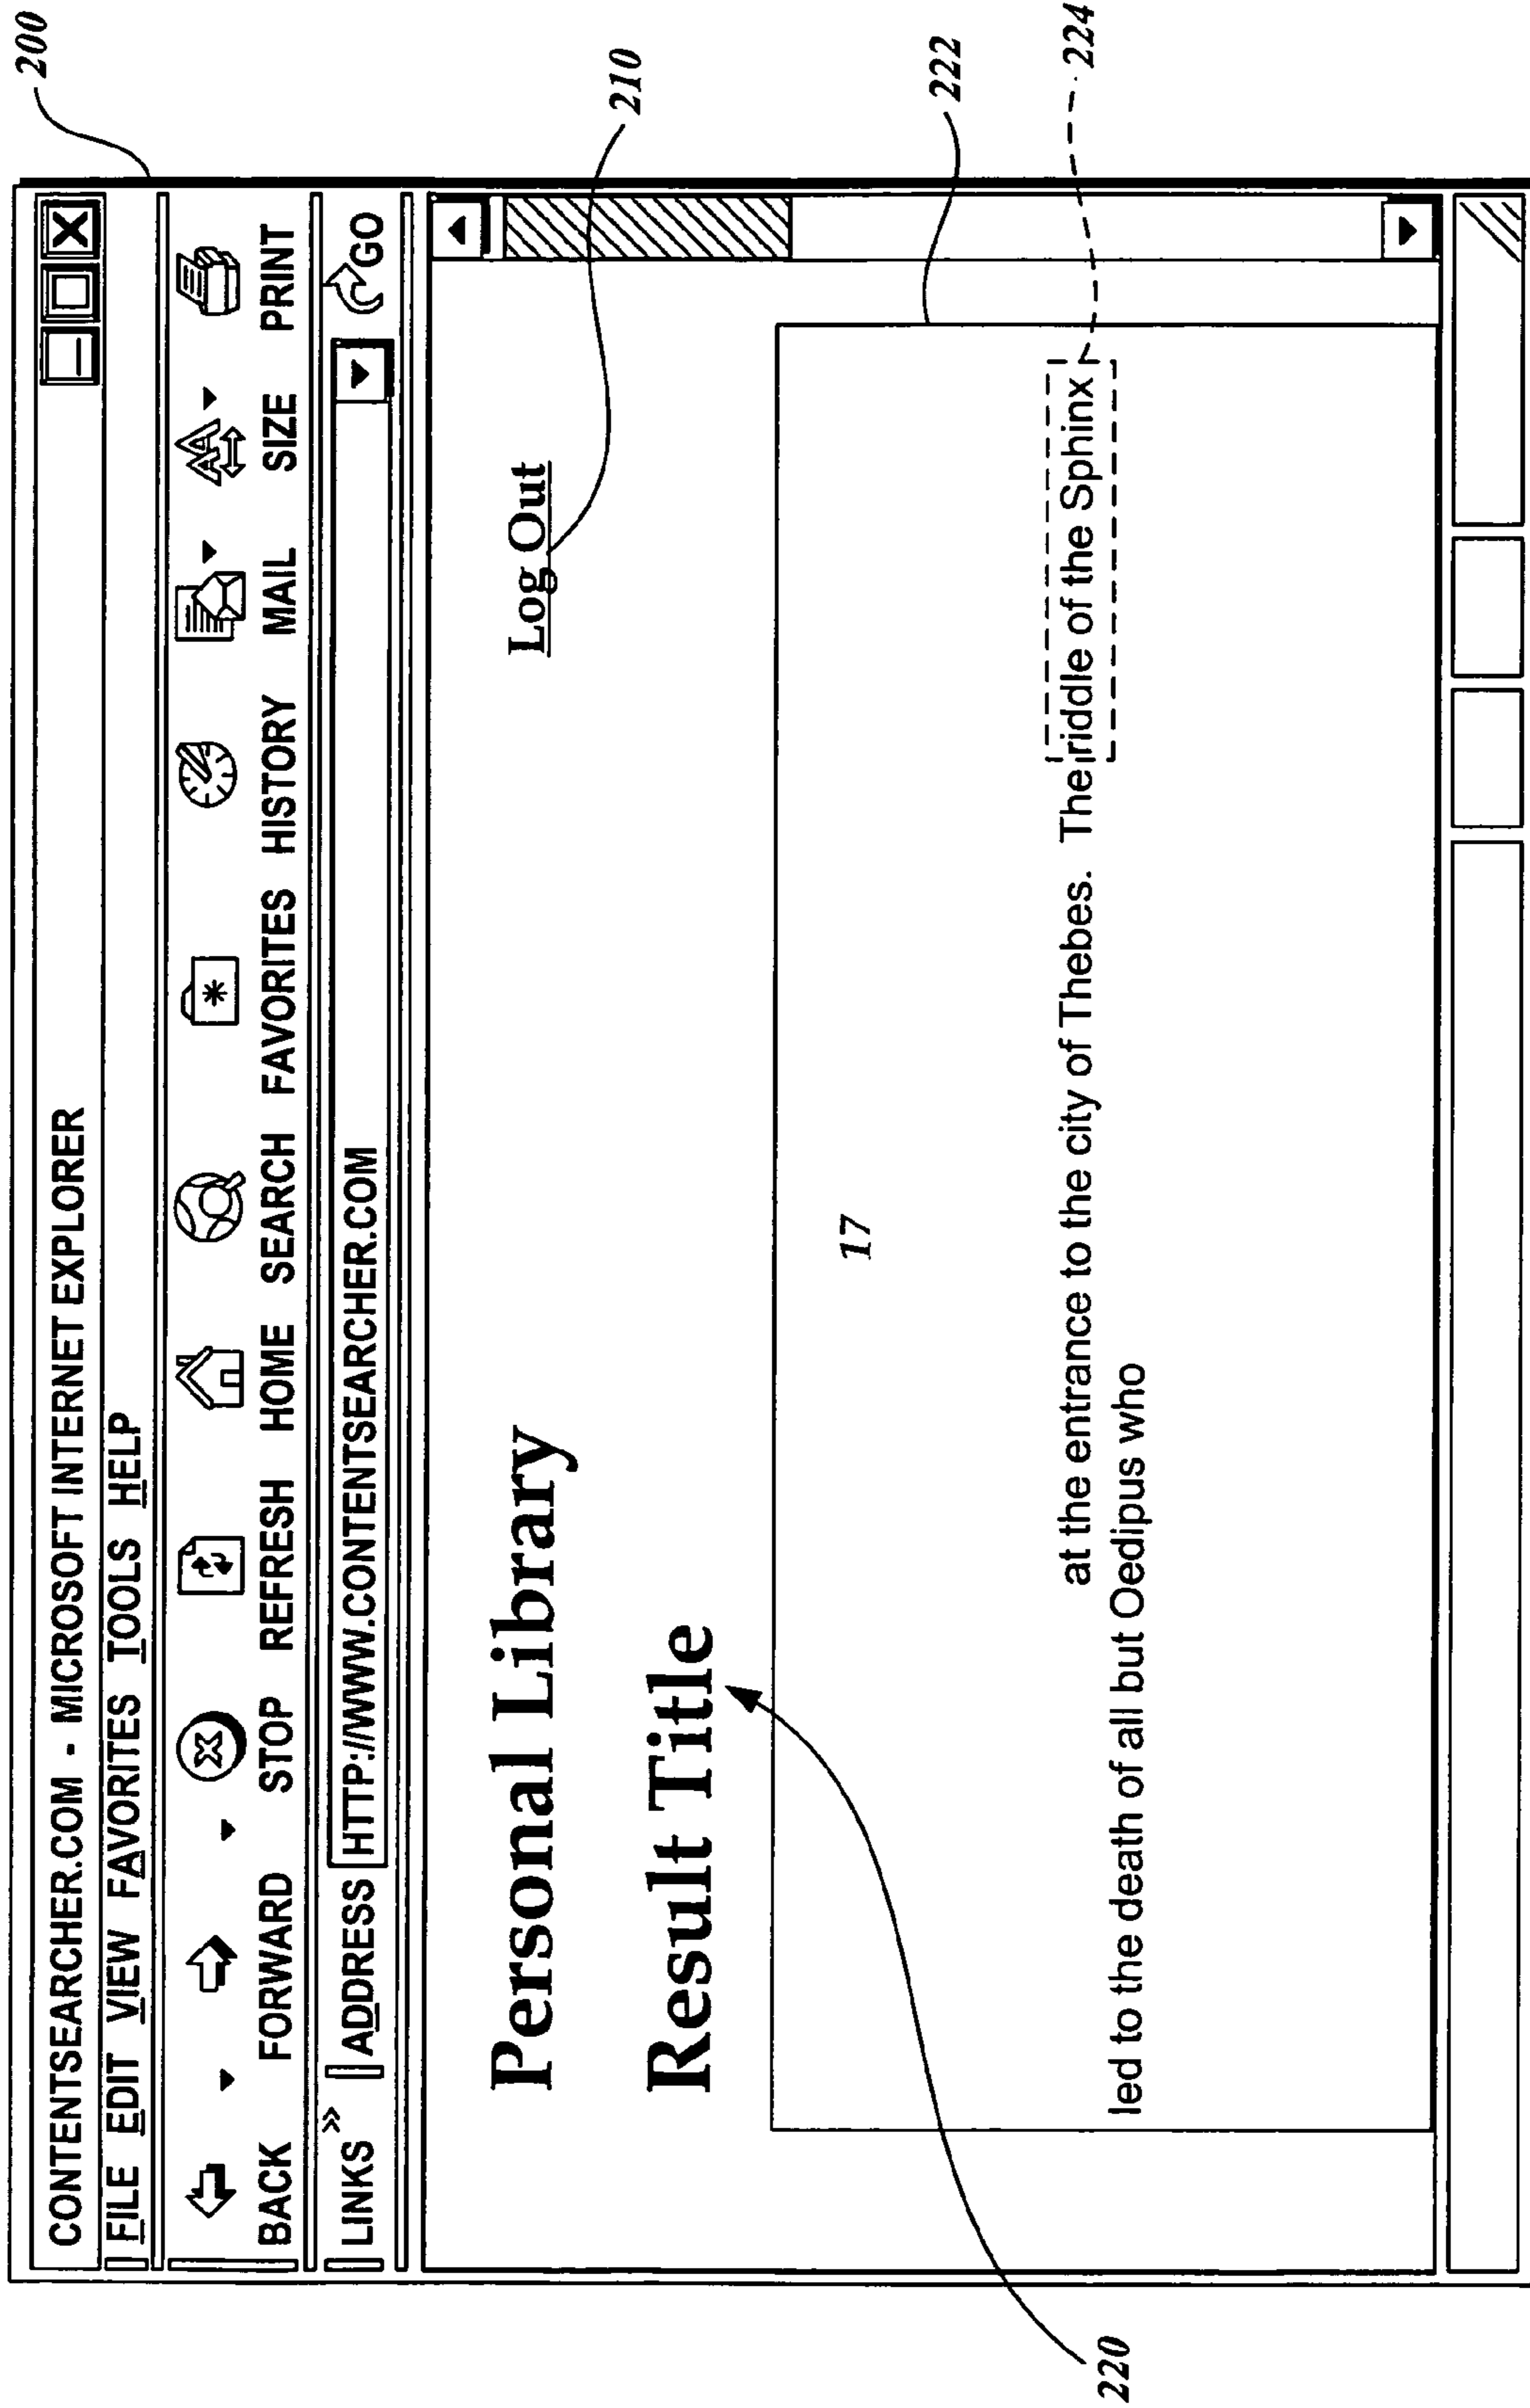 200
CONTENTSEARCHER.COM - MICROSOFT INTERNET EXPLORER
FILE EDIT VIEW FAVORITES TOOLS HELP
BACK FORWARD STOP REFRESH HOME SEARCH FAVORITES HISTORY MAIL SIZE PRINT
LINKS » ADDRESS HTTP://WWW.CONTENTSEARCHER.COM GO
Personal Library
Log Out
210
Result Title
220
222
17
at the entrance to the city of Thebes. The riddle of the Sphinx
224
led to the death of all but Oedipus who